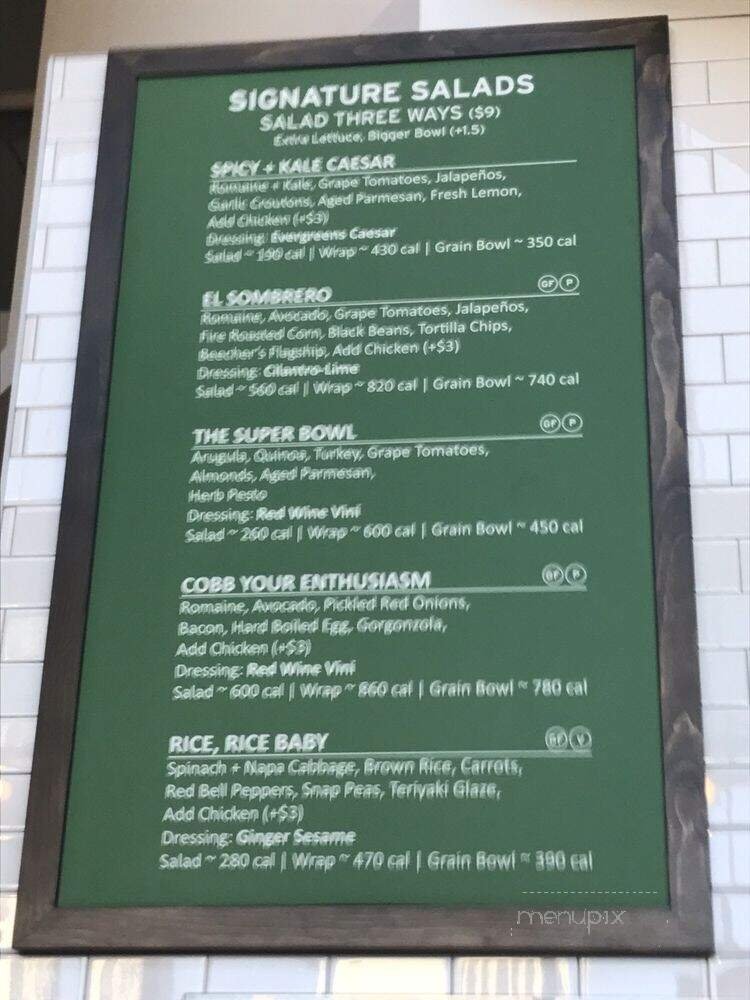 SIGNATURE SALADS
SALAD THREE WAYS ($9)
Extra Lettuce, Bigger Bowl (+1.5)
SPICY + KALE CAESAR
Romaine + Kale, Grape Tomatoes, Jalapeños,
Garlic Croutons, Aged Parmesan, Fresh Lemon,
Add Chicken (+$3)
Dressing: Evergreens Caesar
Salad ~ 190 cal | Wrap ~ 430 cal | Grain Bowl ~ 350 cal
EL SOMBRERO GF P
Romaine, Avocado, Grape Tomatoes, Jalapeños,
Fire Roasted Corn, Black Beans, Tortilla Chips,
Beecher's Flagship, Add Chicken (+$3)
Dressing: Cilantro-Lime
Salad ~ 560 cal | Wrap ~ 820 cal | Grain Bowl ~ 740 cal
THE SUPER BOWL GF P
Arugula, Quinoa, Turkey, Grape Tomatoes,
Almonds, Aged Parmesan,
Herb Pesto
Dressing: Red Wine Vini
Salad ~ 260 cal | Wrap ~ 600 cal | Grain Bowl ~ 450 cal
COBB YOUR ENTHUSIASM GF P
Romaine, Avocado, Pickled Red Onions,
Bacon, Hard Boiled Egg, Gorgonzola,
Add Chicken (+$3)
Dressing: Red Wine Vini
Salad ~ 600 cal | Wrap ~ 860 cal | Grain Bowl ~ 780 cal
RICE, RICE BABY GF V
Spinach + Napa Cabbage, Brown Rice, Carrots,
Red Bell Peppers, Snap Peas, Teriyaki Glaze,
Add Chicken (+$3)
Dressing: Ginger Sesame
Salad ~ 280 cal | Wrap ~ 470 cal | Grain Bowl ~ 390 cal
menupix